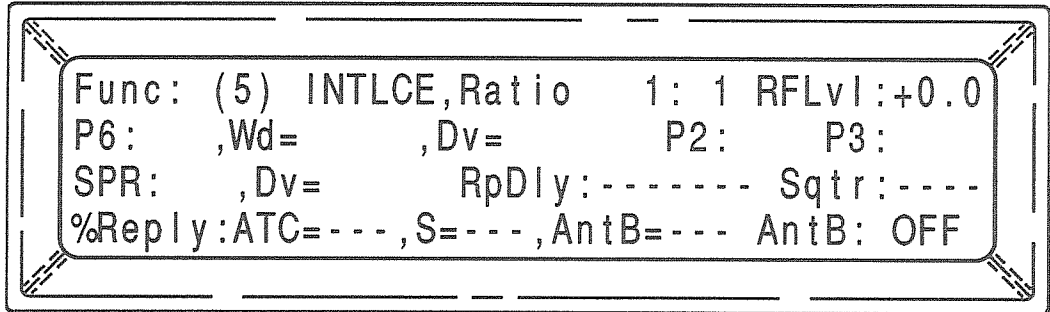 Func: (5) INTLCE,Ratio 1: 1 RFLvl:+0.0
P6: ,Wd= ,Dv= P2: P3:
SPR: ,Dv= RpDly:------- Sqtr:----
%Reply:ATC=---,S=---,AntB=--- AntB: OFF